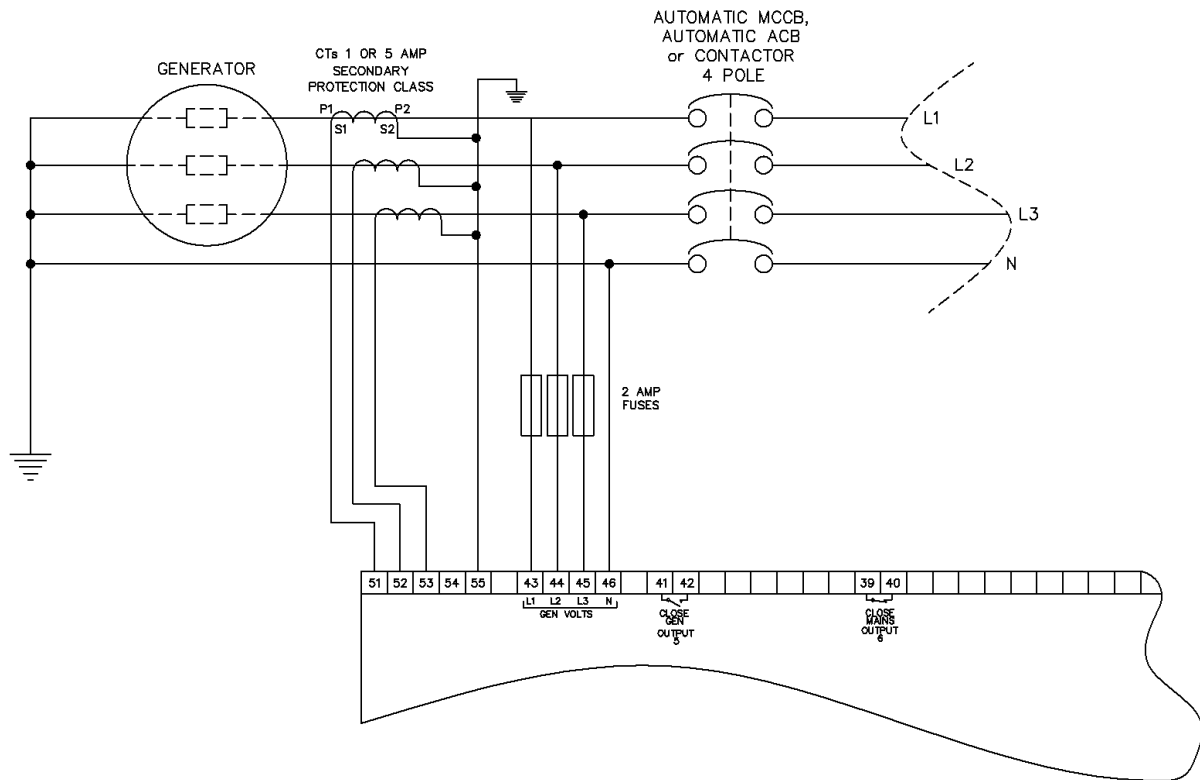 AUTOMATIC MCCB,
AUTOMATIC ACB
or CONTACTOR
4 POLE
CTs 1 OR 5 AMP
SECONDARY
PROTECTION CLASS
GENERATOR
P1 P2
S1 S2
L1
L2
L3
N
2 AMP
FUSES
51 52 53 54 55 43 44 45 46 41 42 39 40
L1 L2 L3 N
GEN VOLTS
CLOSE
GEN
OUTPUT
5
CLOSE
MAINS
OUTPUT
6